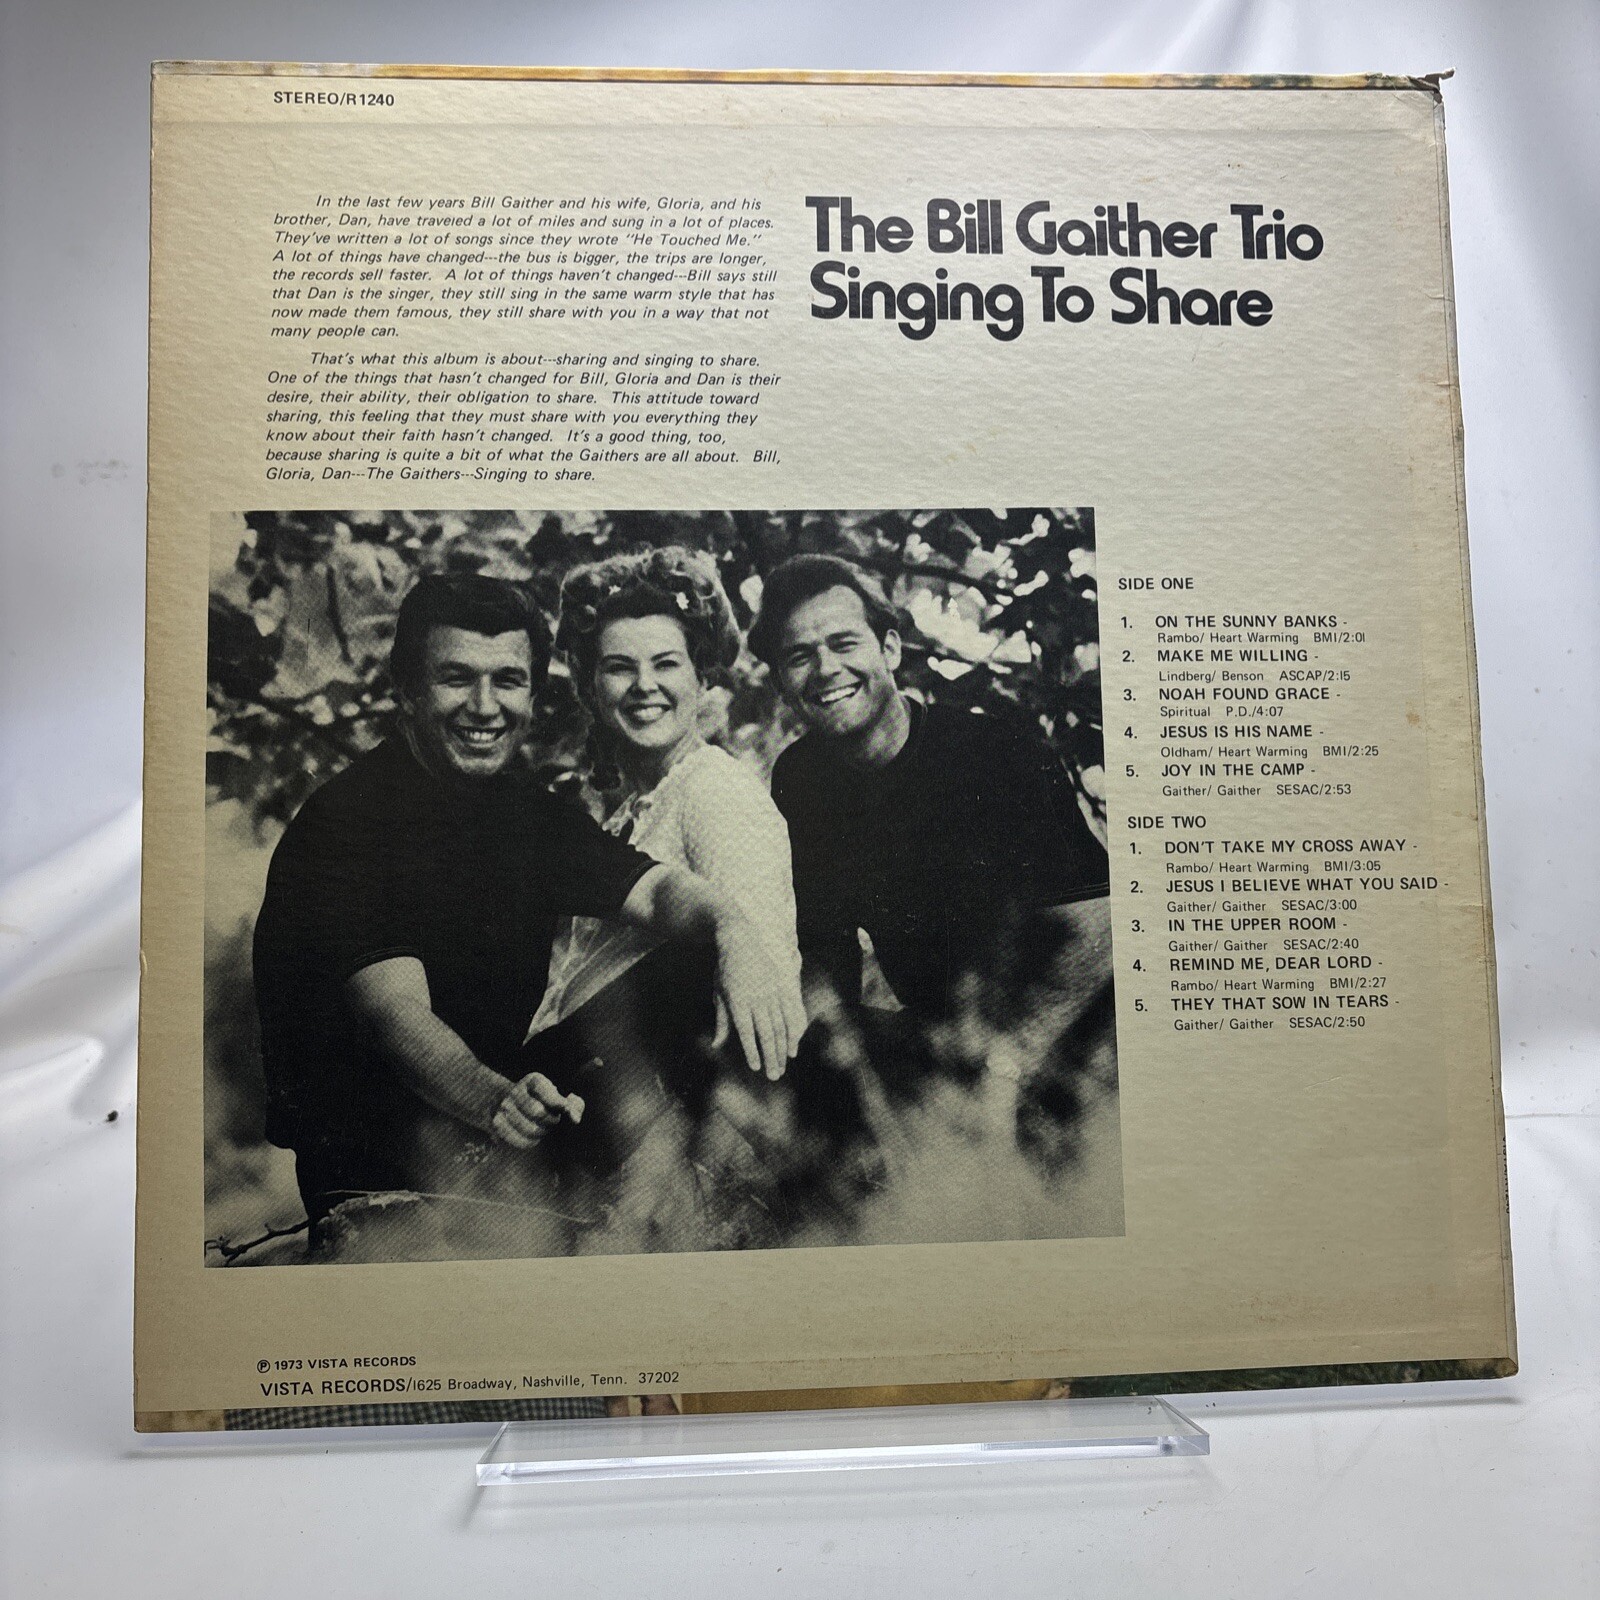 STEREO/R1240
In the last few years Bill Gaither and his wife, Gloria, and his
brother, Dan, have traveled a lot of miles and sung in a lot of places.
They've written a lot of songs since they wrote "He Touched Me."
A lot of things have changed---the bus is bigger, the trips are longer,
the records sell faster. A lot of things haven't changed---Bill says still
that Dan is the singer, they still sing in the same warm style that has
now made them famous, they still share with you in a way that not
many people can.
That's what this album is about---sharing and singing to share.
One of the things that hasn't changed for Bill, Gloria and Dan is their
desire, their ability, their obligation to share. This attitude toward
sharing, this feeling that they must share with you everything they
know about their faith hasn't changed. It's a good thing, too,
because sharing is quite a bit of what the Gaithers are all about. Bill,
Gloria, Dan---The Gaithers---Singing to share.
The Bill Gaither Trio
Singing To Share
SIDE ONE
1. ON THE SUNNY BANKS -
Rambo/ Heart Warming BMI/2:01
2. MAKE ME WILLING -
Lindberg/ Benson ASCAP/2:15
3. NOAH FOUND GRACE -
Spiritual P.D./4:07
4. JESUS IS HIS NAME -
Oldham/ Heart Warming BMI/2:25
5. JOY IN THE CAMP -
Gaither/ Gaither SESAC/2:53
SIDE TWO
1. DON'T TAKE MY CROSS AWAY -
Rambo/ Heart Warming BMI/3:05
2. JESUS I BELIEVE WHAT YOU SAID -
Gaither/ Gaither SESAC/3:00
3. IN THE UPPER ROOM -
Gaither/ Gaither SESAC/2:40
4. REMIND ME, DEAR LORD -
Rambo/ Heart Warming BMI/2:27
5. THEY THAT SOW IN TEARS -
Gaither/ Gaither SESAC/2:50
℗ 1973 VISTA RECORDS
VISTA RECORDS/1625 Broadway, Nashville, Tenn. 37202